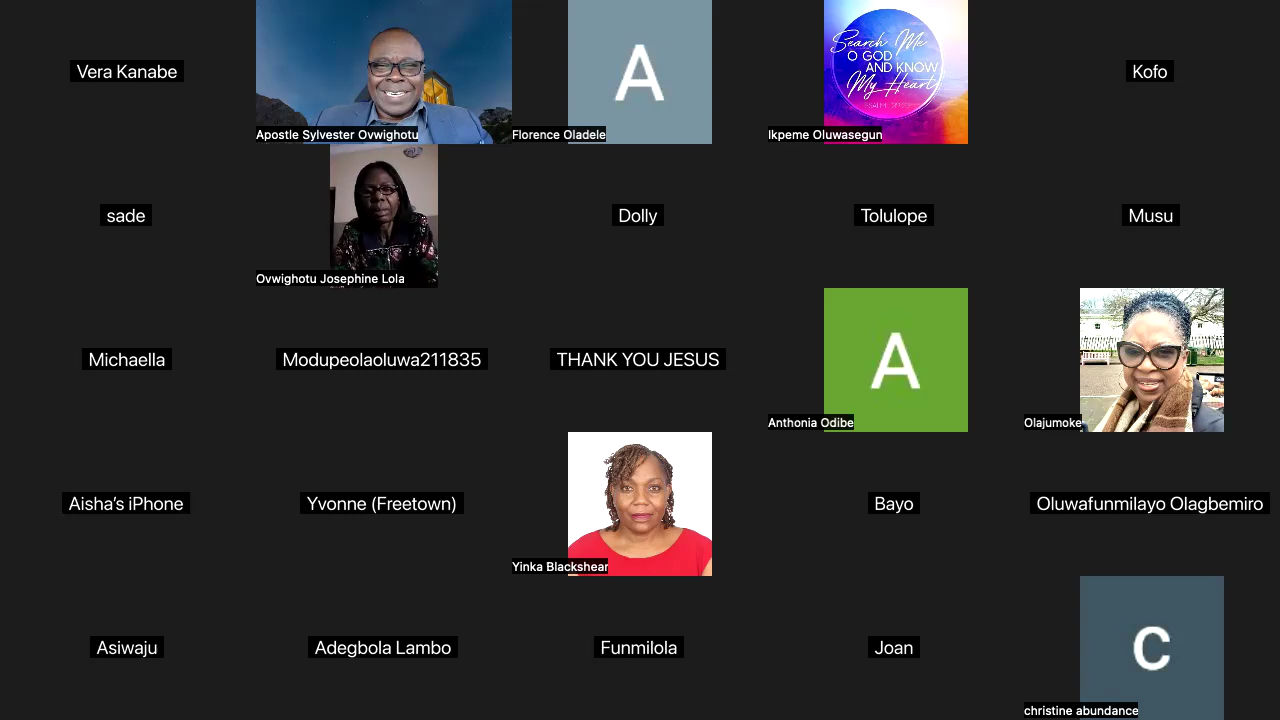 Vera Kanabe
Apostle Sylvester Ovwighotu
A
Florence Oladele
Search Me
O GOD
AND KNOW
My Heart
Ikpeme Oluwasegun
Kofo
sade
Ovwighotu Josephine Lola
Dolly
Tolulope
Musu
Michaella
Modupeolaoluwa211835
THANK YOU JESUS
A
Anthonia Odibe
Olajumoke
Aisha’s iPhone
Yvonne (Freetown)
Yinka Blackshear
Bayo
Oluwafunmilayo Olagbemiro
Asiwaju
Adegbola Lambo
Funmilola
Joan
C
christine abundance